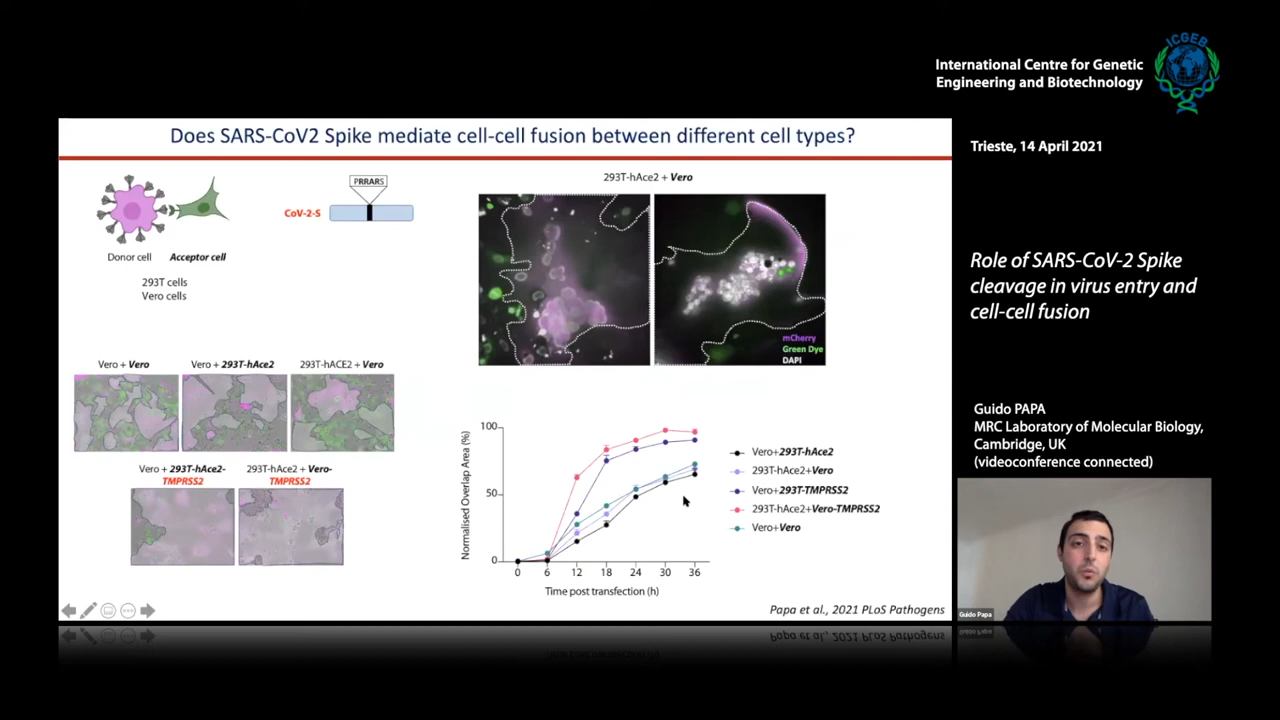 ICGEB
International Centre for Genetic
Engineering and Biotechnology
Does SARS-CoV2 Spike mediate cell-cell fusion between different cell types?
Trieste, 14 April 2021
PRRARS
CoV-2-S
Donor cell
Acceptor cell
293T cells
Vero cells
293T-hAce2 + Vero
mCherry
Green Dye
DAPI
Role of SARS-CoV-2 Spike
cleavage in virus entry and
cell-cell fusion
Vero + Vero
Vero + 293T-hAce2
293T-hACE2 + Vero
Vero + 293T-hAce2-
TMPRSS2
293T-hAce2 + Vero-
TMPRSS2
Normalised Overlap Area (%)
100
50
0
0 6 12 18 24 30 36
Time post transfection (h)
Vero+293T-hAce2
293T-hAce2+Vero
Vero+293T-TMPRSS2
293T-hAce2+Vero-TMPRSS2
Vero+Vero
Papa et al., 2021 PLoS Pathogens
Guido PAPA
MRC Laboratory of Molecular Biology,
Cambridge, UK
(videoconference connected)
Guido Papa